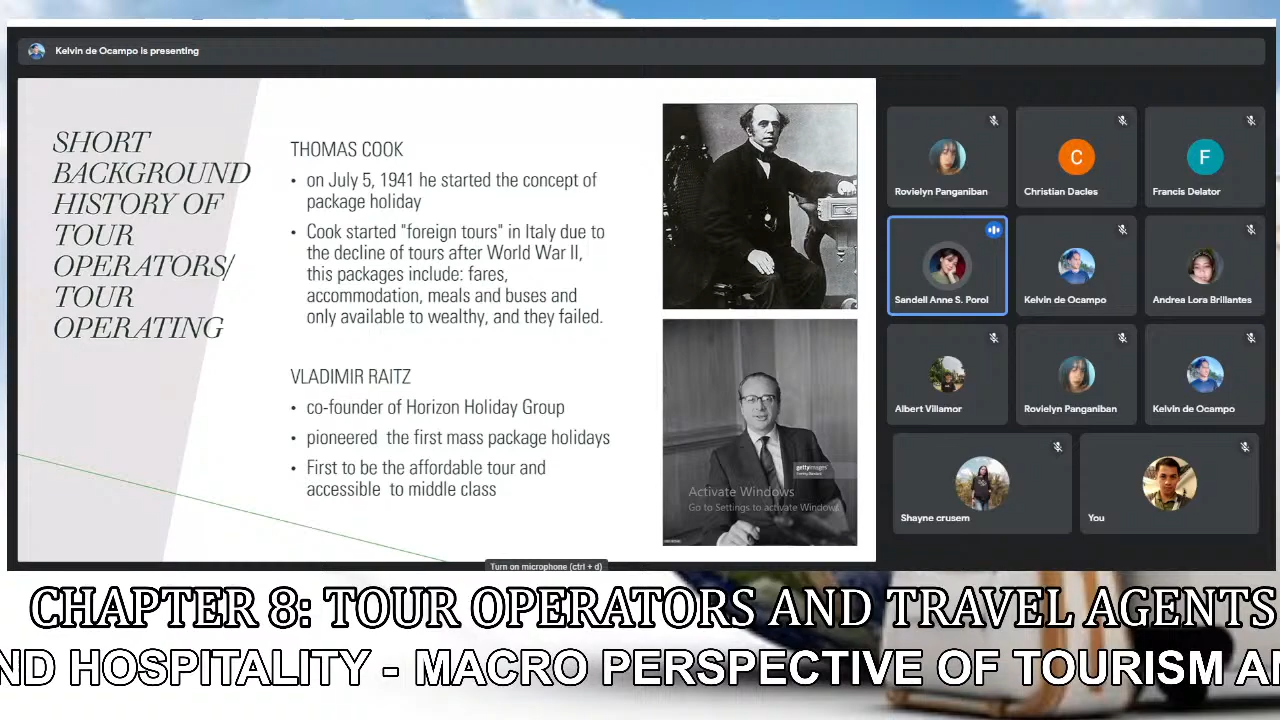 Kelvin de Ocampo is presenting
SHORT
BACKGROUND
HISTORY OF
TOUR
OPERATORS/
TOUR
OPERATING
THOMAS COOK
• on July 5, 1941 he started the concept of
package holiday
• Cook started "foreign tours" in Italy due to
the decline of tours after World War II,
this packages include: fares,
accommodation, meals and buses and
only available to wealthy, and they failed.
VLADIMIR RAITZ
• co-founder of Horizon Holiday Group
• pioneered the first mass package holidays
• First to be the affordable tour and
accessible to middle class
gettyimages
Activate Windows
Go to Settings to activate Windows.
Turn on microphone (ctrl + d)
Rovielyn Panganiban
C
Christian Dacles
F
Francis Delator
Sandell Anne S. Porol
Kelvin de Ocampo
Andrea Lora Brillantes
Albert Villamor
Rovielyn Panganiban
Kelvin de Ocampo
Shayne crusem
You
CHAPTER 8: TOUR OPERATORS AND TRAVEL AGENTS
ND HOSPITALITY - MACRO PERSPECTIVE OF TOURISM AN